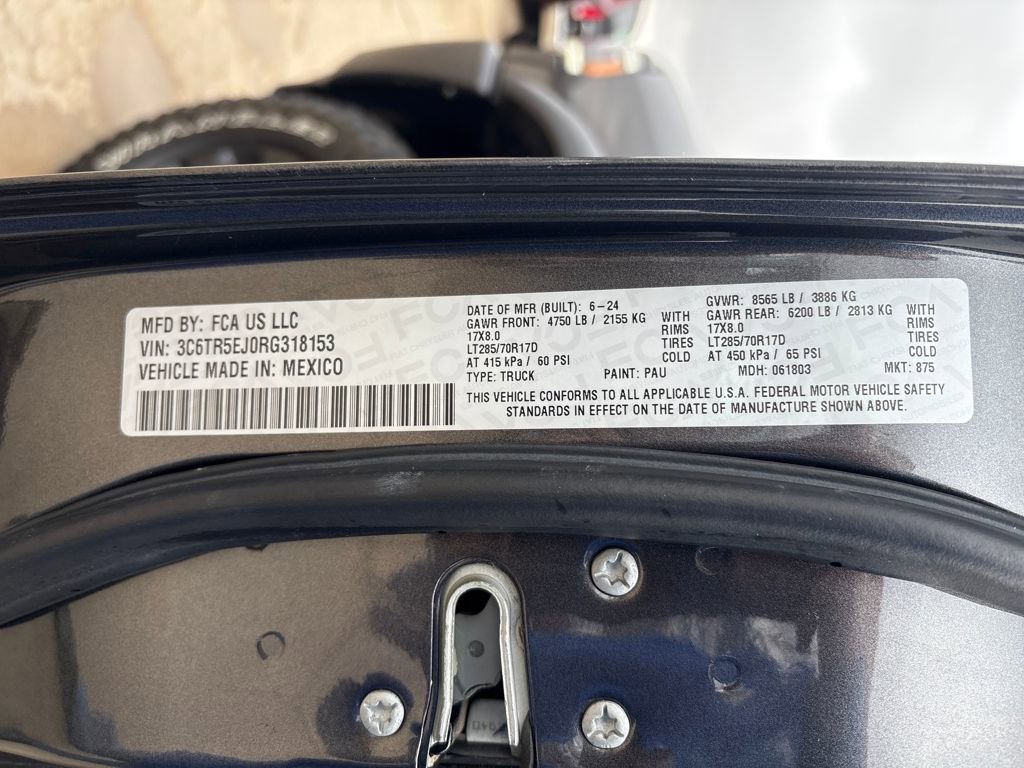 MFD BY: FCA US LLC
VIN: 3C6TR5EJ0RG318153
VEHICLE MADE IN: MEXICO
DATE OF MFR (BUILT): 6-24
GAWR FRONT: 4750 LB / 2155 KG WITH
17X8.0 RIMS
LT285/70R17D TIRES
AT 415 kPa / 60 PSI COLD
TYPE: TRUCK PAINT: PAU
GVWR: 8565 LB / 3886 KG
GAWR REAR: 6200 LB / 2813 KG WITH
17X8.0 RIMS
LT285/70R17D TIRES
AT 450 kPa / 65 PSI COLD
MDH: 061803 MKT: 875
THIS VEHICLE CONFORMS TO ALL APPLICABLE U.S.A. FEDERAL MOTOR VEHICLE SAFETY
STANDARDS IN EFFECT ON THE DATE OF MANUFACTURE SHOWN ABOVE.